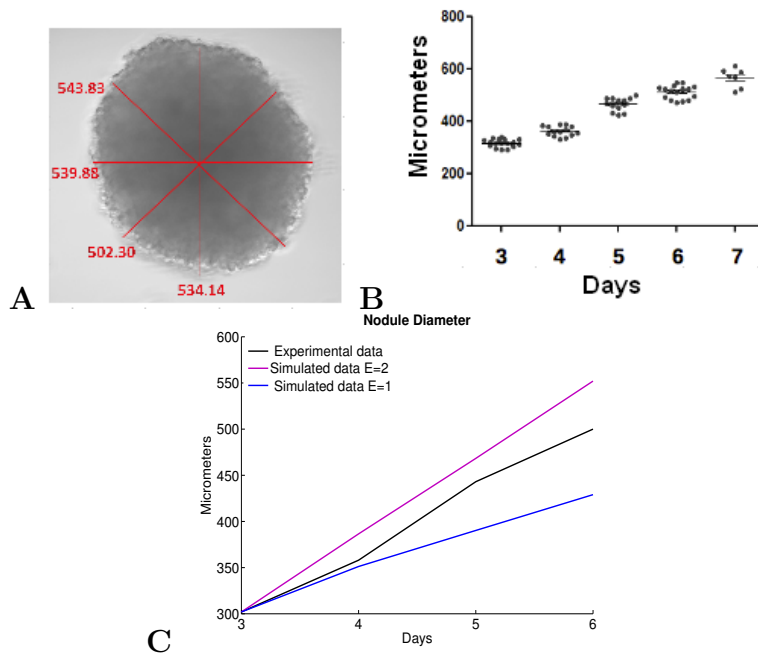 543.83
539.88
502.30
534.14
A
Micrometers
800
600
400
200
0
3 4 5 6 7
Days
B
Nodule Diameter
600
550
500
450
400
350
300
Micrometers
Experimental data
Simulated data E=2
Simulated data E=1
3 4 5 6
Days
C